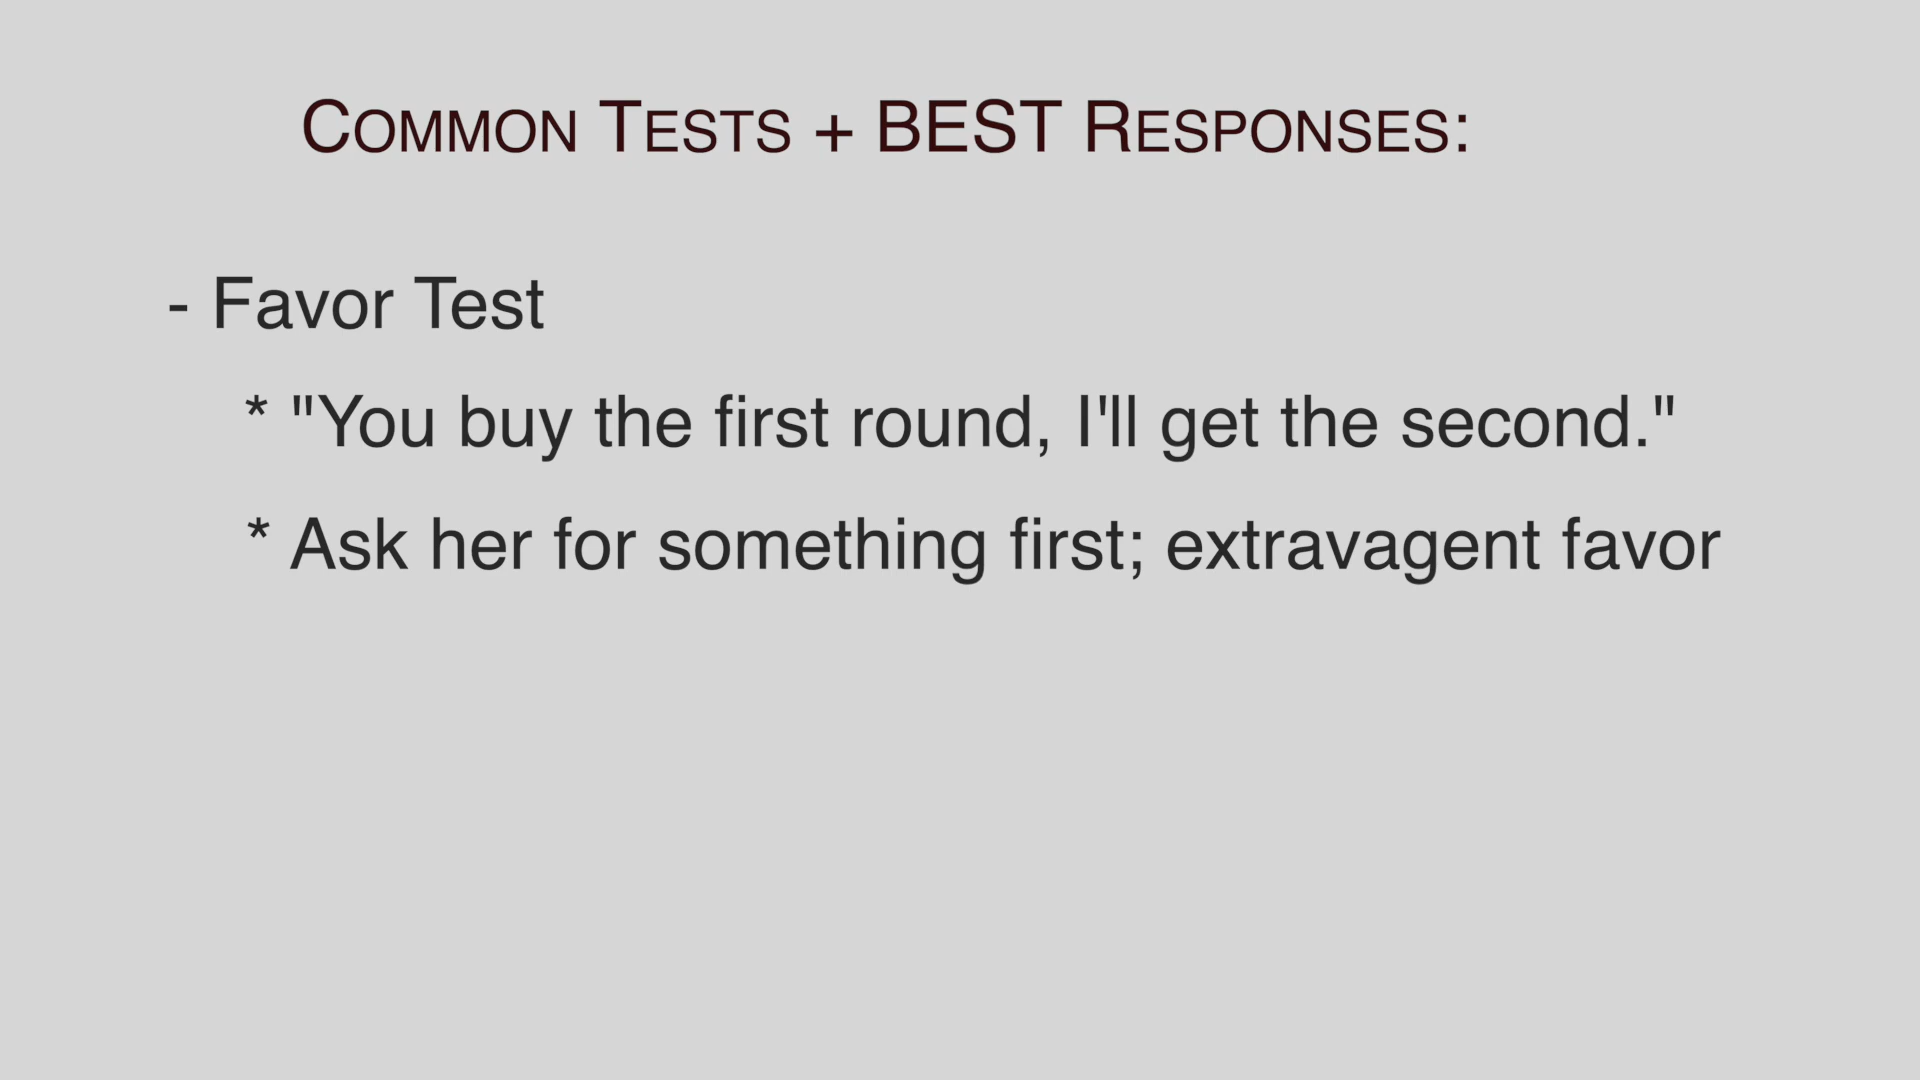 Common Tests + BEST Responses:
- Favor Test
* "You buy the first round, I'll get the second."
* Ask her for something first; extravagent favor